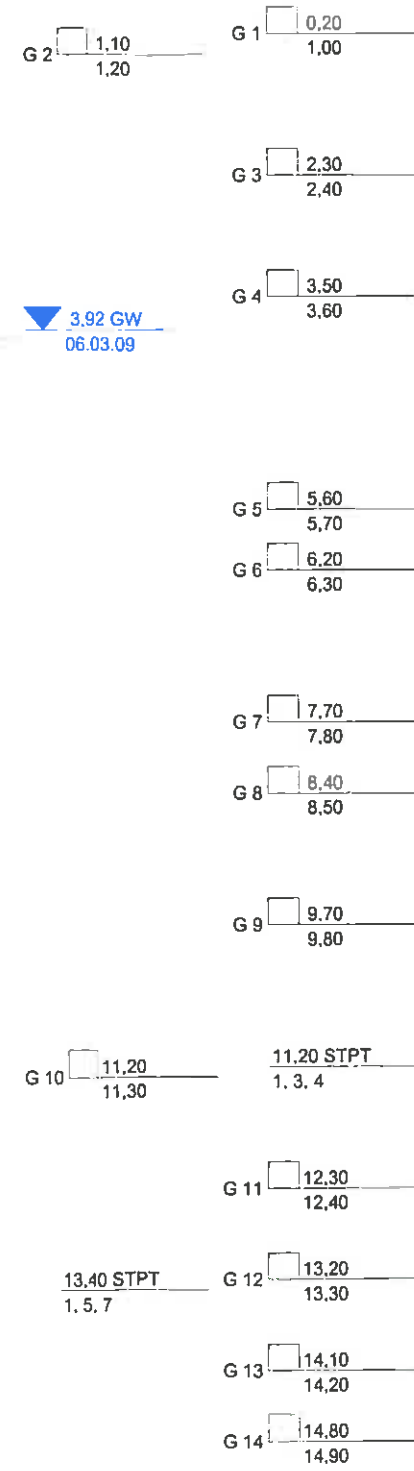 G 1 0,20
1,00
G 2 1,10
1,20
G 3 2,30
2,40
G 4 3,50
3,60
3,92 GW
06.03.09
G 5 5,60
5,70
G 6 6,20
6,30
G 7 7,70
7,80
G 8 8,40
8,50
G 9 9,70
9,80
G 10 11,20
11,30
11,20 STPT
1, 3, 4
G 11 12,30
12,40
13,40 STPT
1, 5, 7
G 12 13,20
13,30
G 13 14,10
14,20
G 14 14,80
14,90